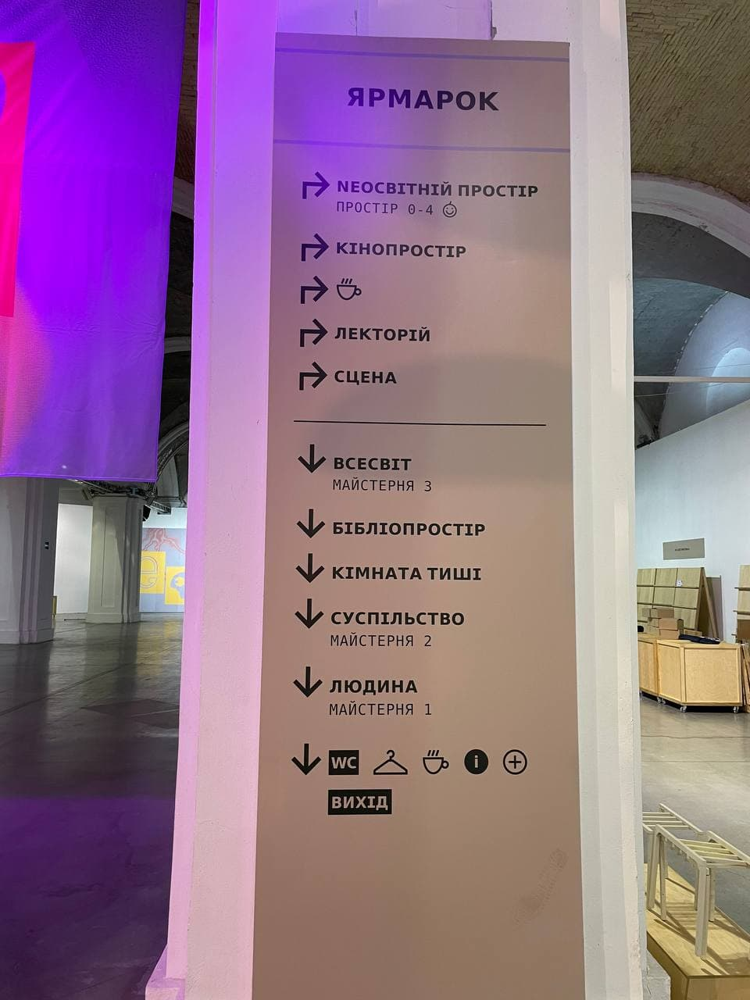 ЯРМАРОК
NEОСВІТНІЙ ПРОСТІР
ПРОСТІР 0-4
КІНОПРОСТІР
ЛЕКТОРІЙ
СЦЕНА
ВСЕСВІТ
МАЙСТЕРНЯ 3
БІБЛІОПРОСТІР
КІМНАТА ТИШІ
СУСПІЛЬСТВО
МАЙСТЕРНЯ 2
ЛЮДИНА
МАЙСТЕРНЯ 1
WC i
ВИХІД